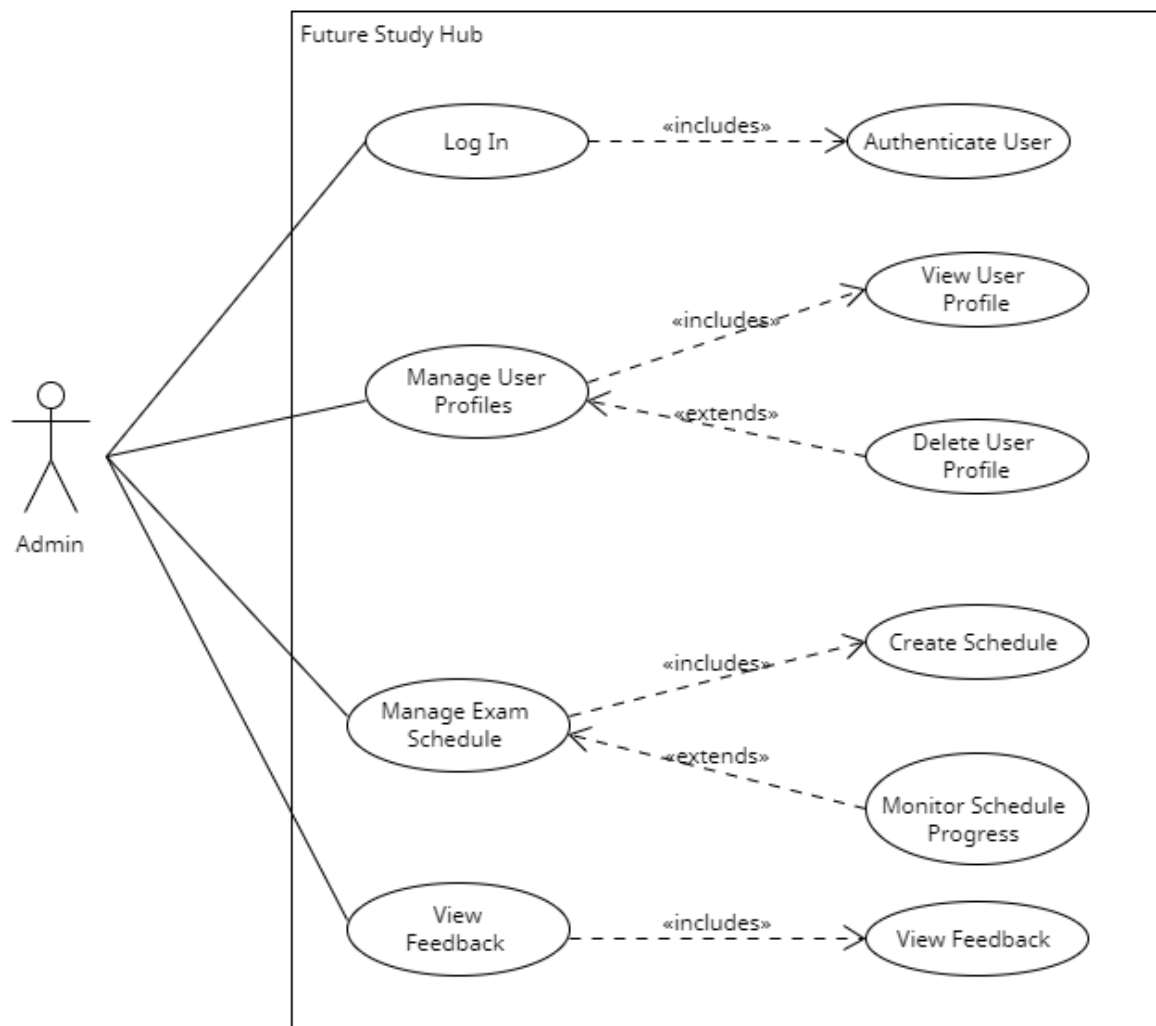 Future Study Hub
Log In
«includes»
Authenticate User
View User
Profile
«includes»
Manage User
Profiles
«extends»
Delete User
Profile
Admin
Create Schedule
«includes»
Manage Exam
Schedule
«extends»
Monitor Schedule
Progress
View
Feedback
«includes»
View Feedback